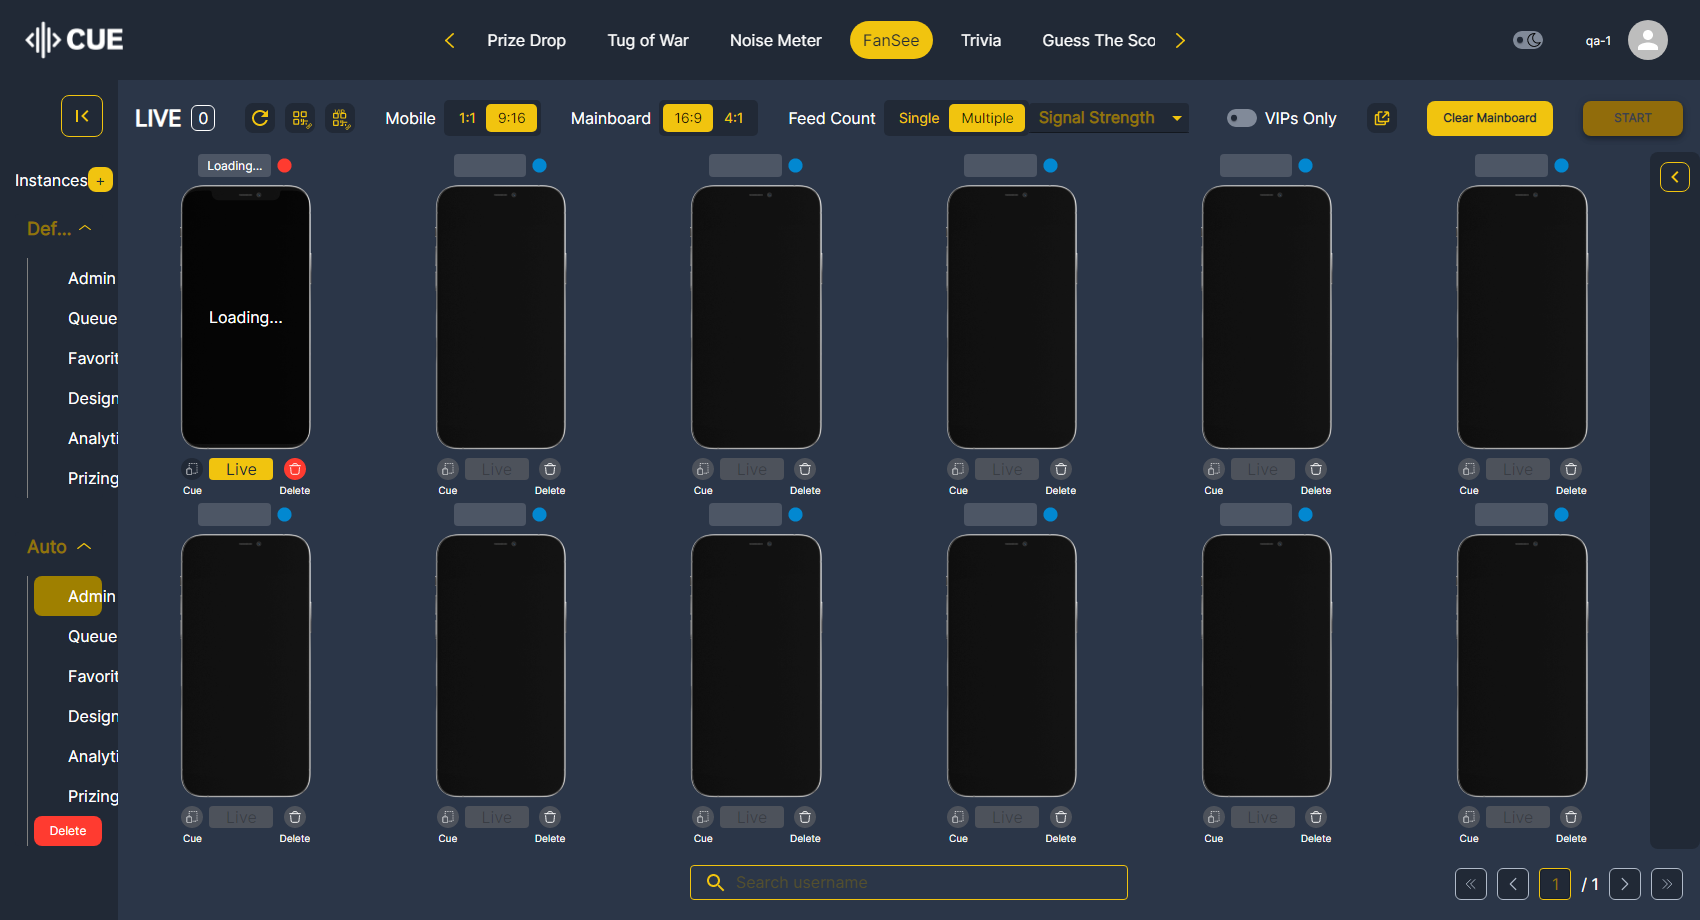 CUE
Prize Drop Tug of War Noise Meter FanSee Trivia Guess The Sco
qa-1
LIVE 0 Mobile 1:1 9:16 Mainboard 16:9 4:1 Feed Count Single Multiple Signal Strength VIPs Only Clear Mainboard START
Instances +
Def...
Admin
Queue
Favorit
Design
Analyti
Prizing
Auto
Admin
Queue
Favorit
Design
Analyti
Prizing
Delete
Loading...
Loading...
Live Live Live Live Live Live
Cue Delete Cue Delete Cue Delete Cue Delete Cue Delete Cue Delete
Live Live Live Live Live Live
Cue Delete Cue Delete Cue Delete Cue Delete Cue Delete Cue Delete
Search username
1 / 1